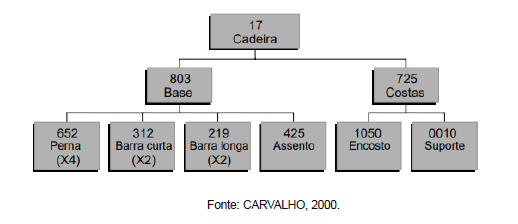 17
Cadeira
803
Base
725
Costas
652
Perna
(X4)
312
Barra curta
(X2)
219
Barra longa
(X2)
425
Assento
1050
Encosto
0010
Suporte
Fonte: CARVALHO, 2000.